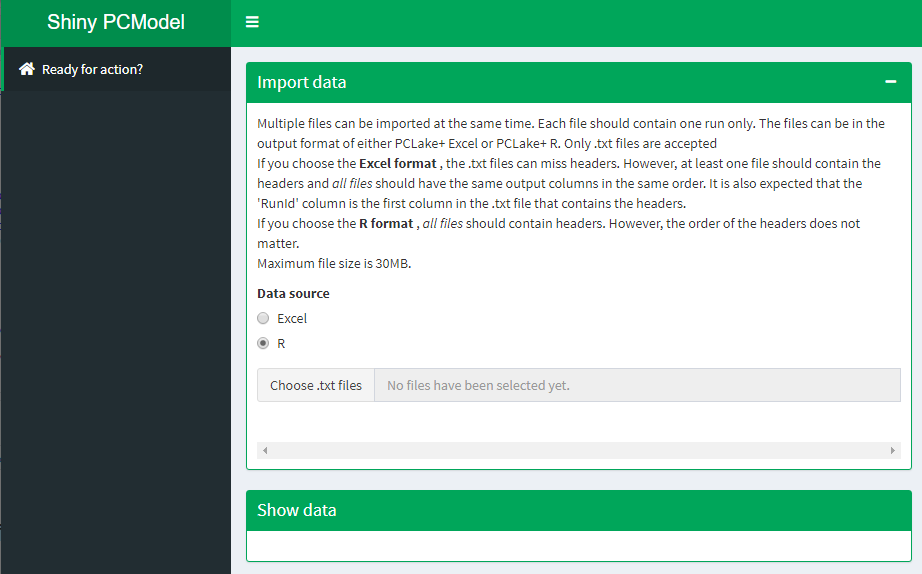 Shiny PCModel
Ready for action?
Import data
Multiple files can be imported at the same time. Each file should contain one run only. The files can be in the
output format of either PCLake+ Excel or PCLake+ R. Only .txt files are accepted
If you choose the Excel format , the .txt files can miss headers. However, at least one file should contain the
headers and all files should have the same output columns in the same order. It is also expected that the
'RunId' column is the first column in the .txt file that contains the headers.
If you choose the R format , all files should contain headers. However, the order of the headers does not
matter.
Maximum file size is 30MB.
Data source
Excel
R
Choose .txt files No files have been selected yet.
Show data